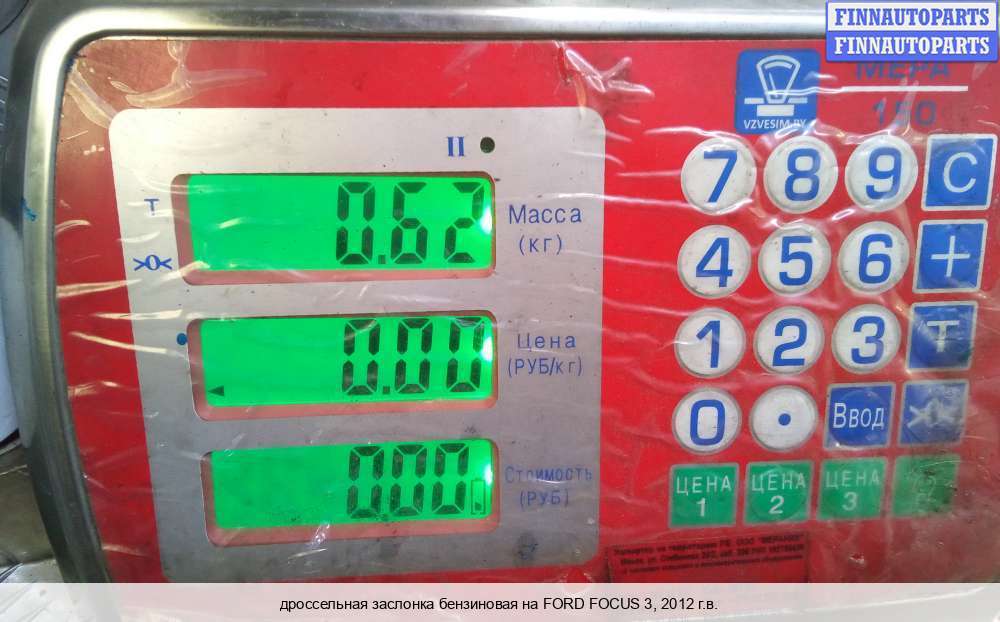 FINNAUTOPARTS
FINNAUTOPARTS
МЕРА
150
VZVESIM.BY
II
Т
0.62
Масса
(кг)
0.00
Цена
(РУБ/кг)
0.00
Стоимость
(РУБ)
7 8 9 C
4 5 6 +
1 2 3 T
0 . Ввод
ЦЕНА 1
ЦЕНА 2
ЦЕНА 3
дроссельная заслонка бензиновая на FORD FOCUS 3, 2012 г.в.